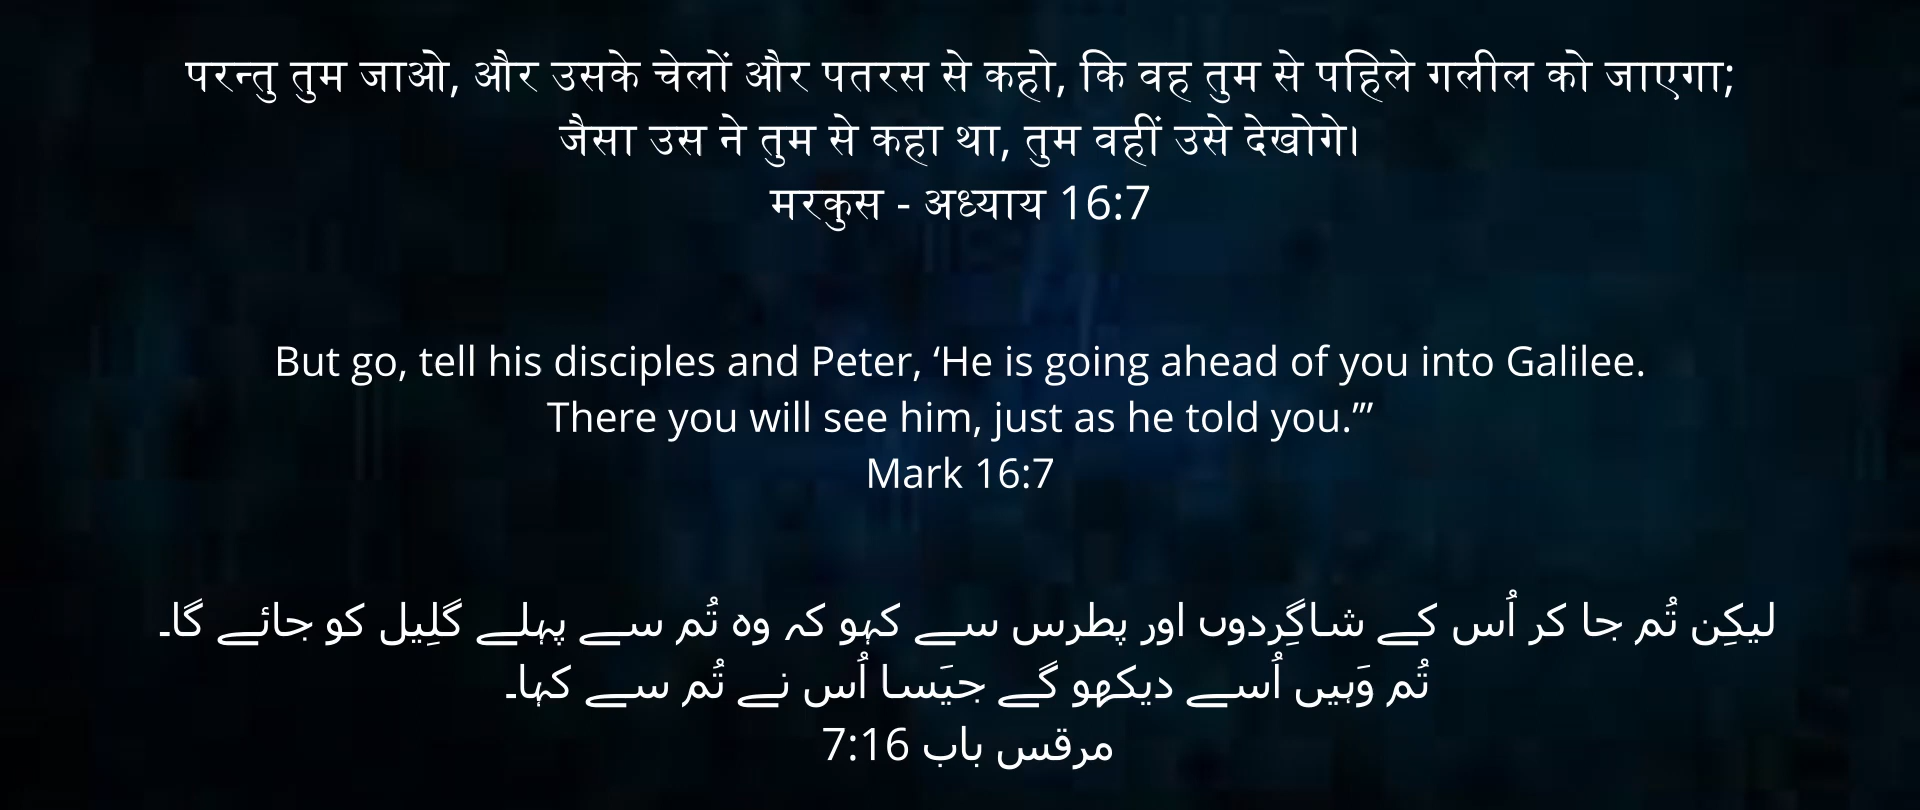 परन्तु तुम जाओ, और उसके चेलों और पतरस से कहो, कि वह तुम से पहिले गलील को जाएगा;
जैसा उस ने तुम से कहा था, तुम वहीं उसे देखोगे।
मरकुस - अध्याय 16:7
But go, tell his disciples and Peter, ‘He is going ahead of you into Galilee.
There you will see him, just as he told you.’”
Mark 16:7
لیکِن تُم جا کر اُس کے شاگِردوں اور پطرس سے کہو کہ وہ تُم سے پہلے گلِیل کو جائے گا۔
تُم وَہیں اُسے دیکھو گے جیَسا اُس نے تُم سے کہا۔
مرقس باب 7:16